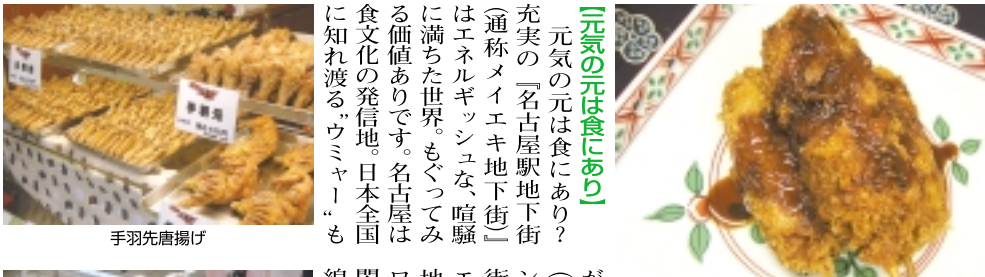 【元気の元は食にあり】
元気の元は食にあり?
充実の『名古屋駅地下街
(通称メイエキ地下街)』
はエネルギッシュな、喧騒
に満ちた世界。もぐってみ
る価値ありです。名古屋は
食文化の発信地。日本全国
に知れ渡る〝ウミャー〟も
手羽先唐揚げ